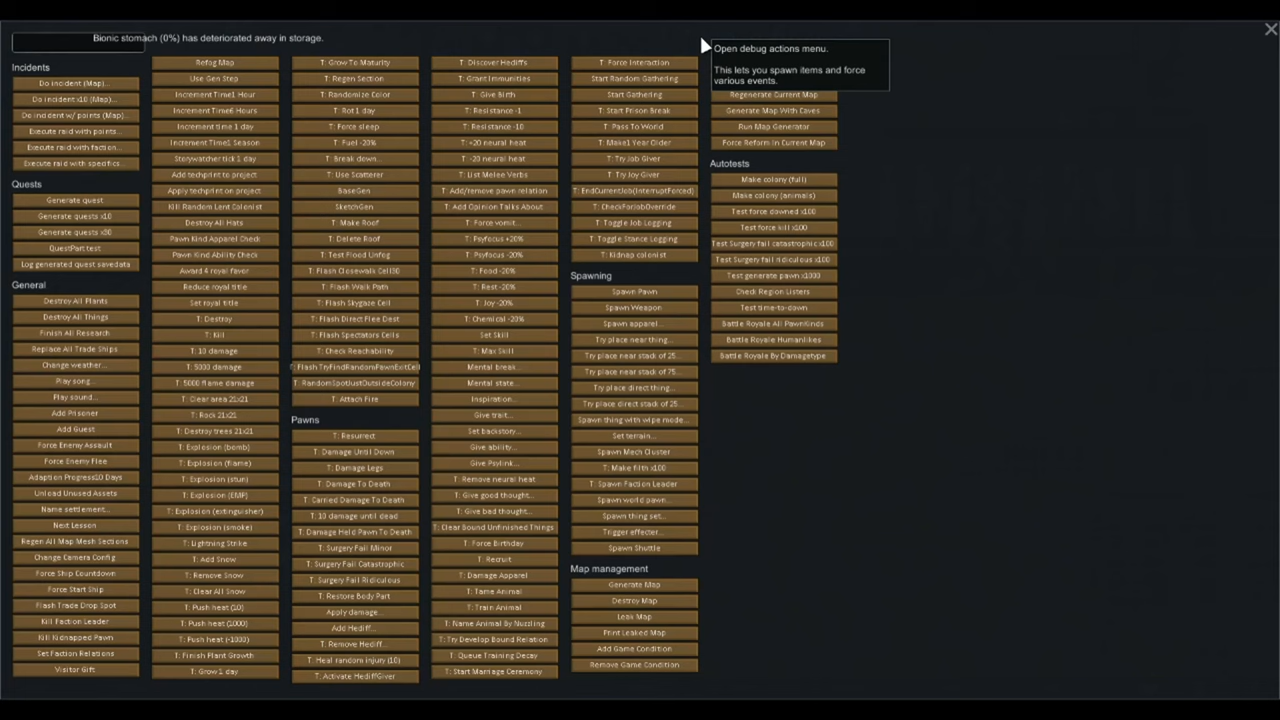 Bionic stomach (0%) has deteriorated away in storage.
Incidents
Do incident (Map)...
Do incident x10 (Map)...
Do incident w/ points (Map)...
Execute raid with points...
Execute raid with faction...
Execute raid with specifics...
Quests
Generate quest
Generate quests x10
Generate quests x30
QuestPart test
Log generated quest savedata
General
Destroy All Plants
Destroy All Things
Finish All Research
Replace All Trade Ships
Change weather...
Play song...
Play sound...
Add Prisoner
Add Guest
Force Enemy Assault
Force Enemy Flee
Adaption Progress10 Days
Unload Unused Assets
Name settlement...
Next Lesson
Regen All Map Mesh Sections
Change Camera Config
Force Ship Countdown
Force Start Ship
Flash Trade Drop Spot
Kill Faction Leader
Kill Kidnapped Pawn
Set Faction Relations
Visitor Gift
Refog Map
Use Gen Step
Increment Time1 Hour
Increment Time6 Hours
Increment time 1 day
Increment Time1 Season
Storywatcher tick 1 day
Add techprint to project
Apply techprint on project
Kill Random Lent Colonist
Destroy All Hats
Pawn Kind Apparel Check
Pawn Kind Ability Check
Award 4 royal favor
Reduce royal title
Set royal title
T: Destroy
T: Kill
T: 10 damage
T: 5000 damage
T: 5000 flame damage
T: Clear area 21x21
T: Rock 21x21
T: Destroy trees 21x21
T: Explosion (bomb)
T: Explosion (flame)
T: Explosion (stun)
T: Explosion (EMP)
T: Explosion (extinguisher)
T: Explosion (smoke)
T: Lightning Strike
T: Add Snow
T: Remove Snow
T: Clear All Snow
T: Push heat (10)
T: Push heat (1000)
T: Push heat (-1000)
T: Finish Plant Growth
T: Grow 1 day
T: Grow To Maturity
T: Regen Section
T: Randomize Color
T: Rot 1 day
T: Force sleep
T: Fuel -20%
T: Break down...
T: Use Scatterer
BaseGen
SketchGen
T: Make Roof
T: Delete Roof
T: Test Flood Unfog
T: Flash Closewalk Cell30
T: Flash Walk Path
T: Flash Skygaze Cell
T: Flash Direct Flee Dest
T: Flash Spectators Cells
T: Check Reachability
T: Flash TryFindRandomPawnExitCell
T: RandomSpotJustOutsideColony
T: Attach Fire
Pawns
T: Resurrect
T: Damage Until Down
T: Damage Legs
T: Damage To Death
T: Carried Damage To Death
T: 10 damage until dead
T: Damage Held Pawn To Death
T: Surgery Fail Minor
T: Surgery Fail Catastrophic
T: Surgery Fail Ridiculous
T: Restore Body Part
Apply damage...
Add Hediff...
T: Remove Hediff...
T: Heal random injury (10)
T: Activate HediffGiver
T: Discover Hediffs
T: Grant Immunities
T: Give Birth
T: Resistance -1
T: Resistance -10
T: +20 neural heat
T: -20 neural heat
T: List Melee Verbs
T: Add/remove pawn relation
T: Add Opinion Talks About
T: Force vomit...
T: Psyfocus +20%
T: Psyfocus -20%
T: Food -20%
T: Rest -20%
T: Joy -20%
T: Chemical -20%
Set Skill
T: Max Skill
Mental break...
Mental state...
Inspiration...
Give trait...
Set backstory...
Give ability...
Give Psylink...
T: Remove neural heat
T: Give good thought...
T: Give bad thought...
T: Clear Bound Unfinished Things
T: Force Birthday
T: Recruit
T: Damage Apparel
T: Tame Animal
T: Train Animal
T: Name Animal By Nuzzling
T: Try Develop Bound Relation
T: Queue Training Decay
T: Start Marriage Ceremony
T: Force Interaction
Start Random Gathering
Start Gathering
T: Start Prison Break
T: Pass To World
T: Make1 Year Older
T: Try Job Giver
T: Try Joy Giver
T: EndCurrentJob(InterruptForced)
T: CheckForJobOverride
T: Toggle Job Logging
T: Toggle Stance Logging
T: Kidnap colonist
Spawning
Spawn Pawn
Spawn Weapon
Spawn apparel...
Try place near thing...
Try place near stack of 25...
Try place near stack of 75...
Try place direct thing...
Try place direct stack of 25...
Spawn thing with wipe mode...
Set terrain...
Spawn Mech Cluster
T: Make filth x100
T: Spawn Faction Leader
Spawn world pawn...
Spawn thing set...
Trigger effecter...
Spawn Shuttle
Map management
Generate Map
Destroy Map
Leak Map
Print Leaked Map
Add Game Condition
Remove Game Condition
Open debug actions menu.
This lets you spawn items and force
various events.
Regenerate Current Map
Generate Map With Caves
Run Map Generator
Force Reform In Current Map
Autotests
Make colony (full)
Make colony (animals)
Test force downed x100
Test force kill x100
Test Surgery fail catastrophic x100
Test Surgery fail ridiculous x100
Test generate pawn x1000
Check Region Listers
Test time-to-down
Battle Royale All PawnKinds
Battle Royale Humanlikes
Battle Royale By Damagetype